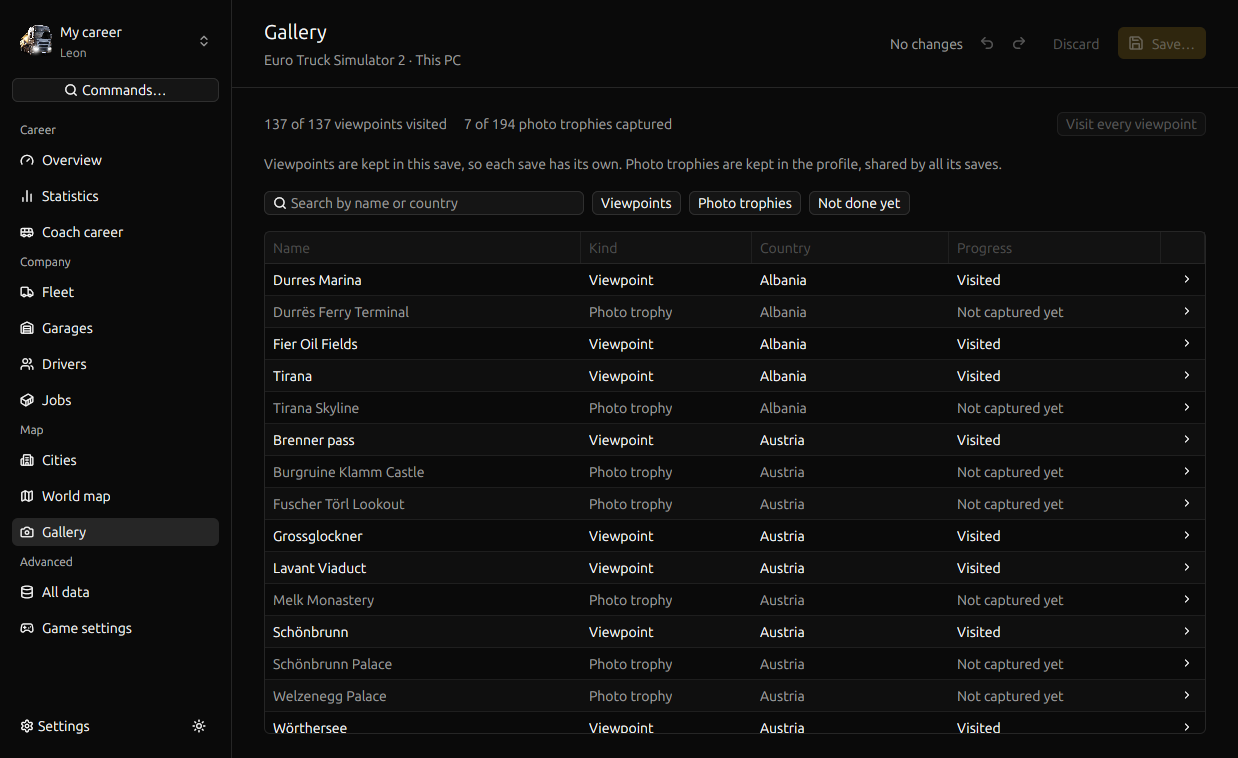 My career
Leon
Commands…
Career
Overview
Statistics
Coach career
Company
Fleet
Garages
Drivers
Jobs
Map
Cities
World map
Gallery
Advanced
All data
Game settings
Settings
Gallery
Euro Truck Simulator 2 · This PC
No changes
Discard
Save…
137 of 137 viewpoints visited 7 of 194 photo trophies captured
Visit every viewpoint
Viewpoints are kept in this save, so each save has its own. Photo trophies are kept in the profile, shared by all its saves.
Search by name or country
Viewpoints
Photo trophies
Not done yet
Name Kind Country Progress
Durres Marina Viewpoint Albania Visited
Durrës Ferry Terminal Photo trophy Albania Not captured yet
Fier Oil Fields Viewpoint Albania Visited
Tirana Viewpoint Albania Visited
Tirana Skyline Photo trophy Albania Not captured yet
Brenner pass Viewpoint Austria Visited
Burgruine Klamm Castle Photo trophy Austria Not captured yet
Fuscher Törl Lookout Photo trophy Austria Not captured yet
Grossglockner Viewpoint Austria Visited
Lavant Viaduct Viewpoint Austria Visited
Melk Monastery Photo trophy Austria Not captured yet
Schönbrunn Viewpoint Austria Visited
Schönbrunn Palace Photo trophy Austria Not captured yet
Welzenegg Palace Photo trophy Austria Not captured yet
Wörthersee Viewpoint Austria Visited